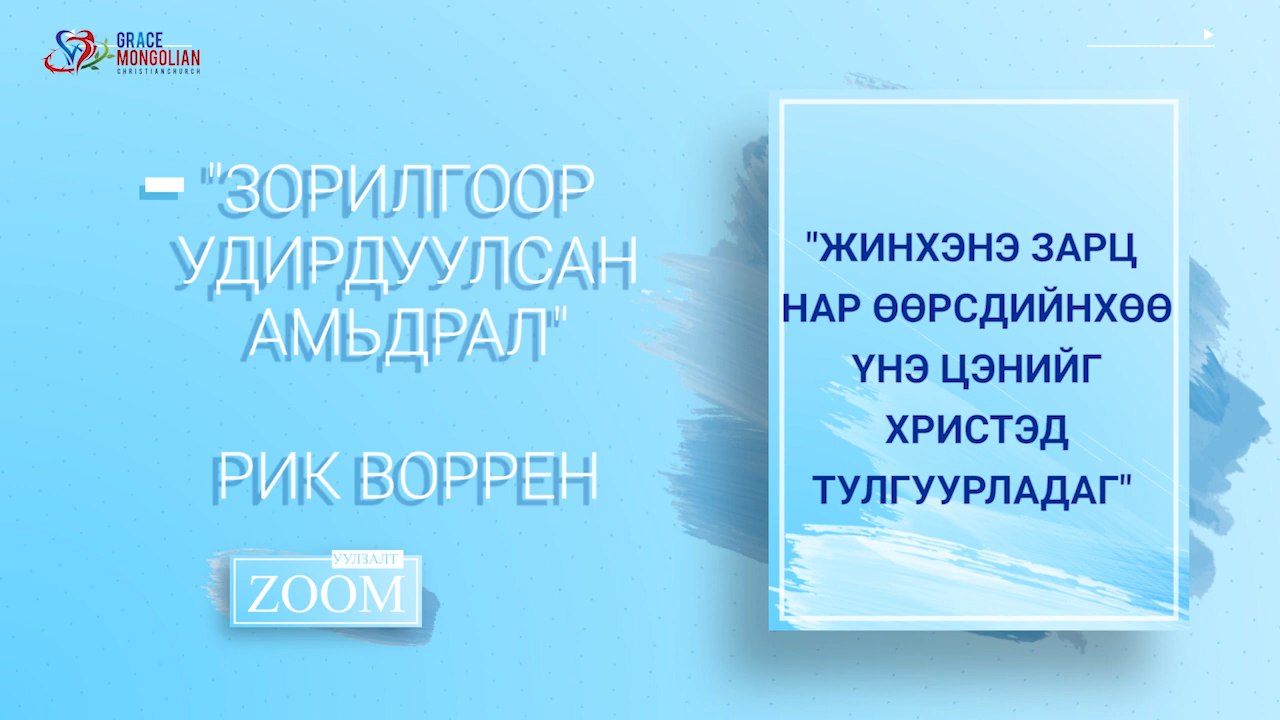 GRACE
MONGOLIAN
CHRISTIANCHURCH
"ЗОРИЛГООР
УДИРДУУЛСАН
АМЬДРАЛ"
РИК ВОРРЕН
УУЛЗАЛТ
ZOOM
"ЖИНХЭНЭ ЗАРЦ
НАР ӨӨРСДИЙНХӨӨ
ҮНЭ ЦЭНИЙГ
ХРИСТЭД
ТУЛГУУРЛАДАГ"